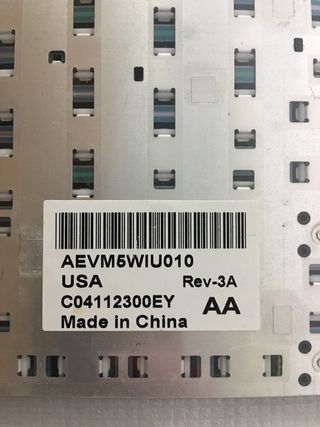 AEVM5WIU010
USA Rev-3A
C04112300EY AA
Made in China